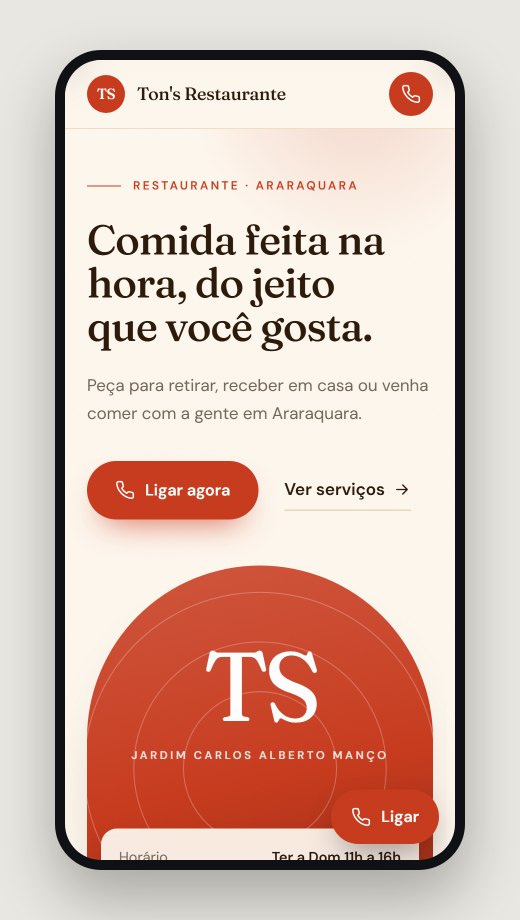 TS Ton's Restaurante
RESTAURANTE · ARARAQUARA
Comida feita na
hora, do jeito
que você gosta.
Peça para retirar, receber em casa ou venha
comer com a gente em Araraquara.
Ligar agora
Ver serviços →
TS
JARDIM CARLOS ALBERTO MANÇO
Ligar
Horário Ter a Dom 11h a 16h